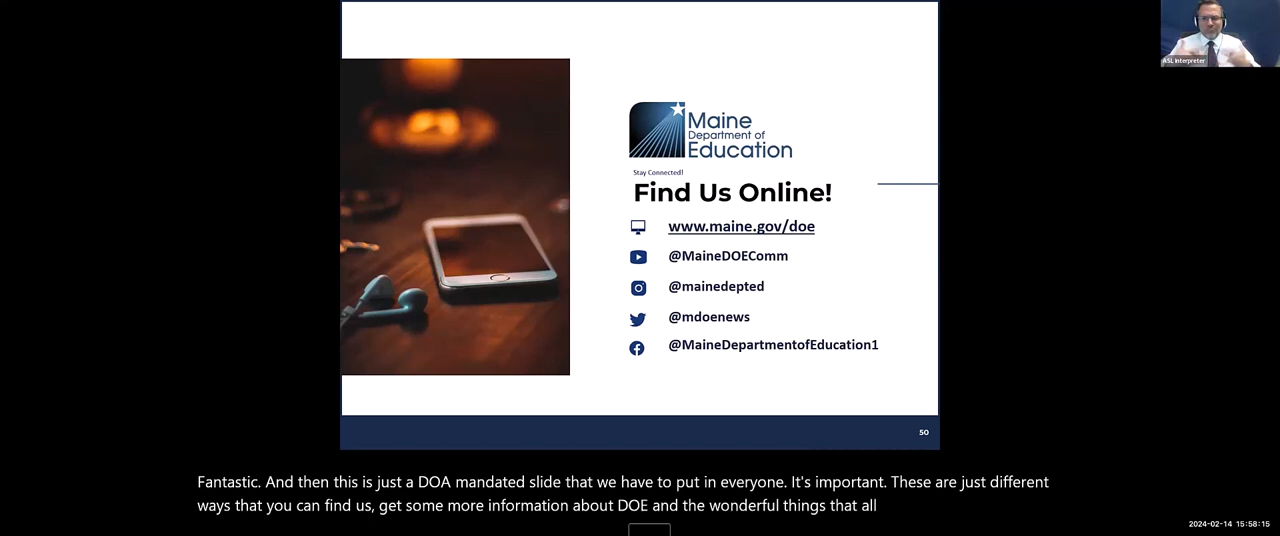 ASL Interpreter
Maine
Department of
Education
Stay Connected!
Find Us Online!
www.maine.gov/doe
@MaineDOEComm
@mainedepted
@mdoenews
@MaineDepartmentofEducation1
50
Fantastic. And then this is just a DOA mandated slide that we have to put in everyone. It's important. These are just different
ways that you can find us, get some more information about DOE and the wonderful things that all
2024-02-14 15:58:15